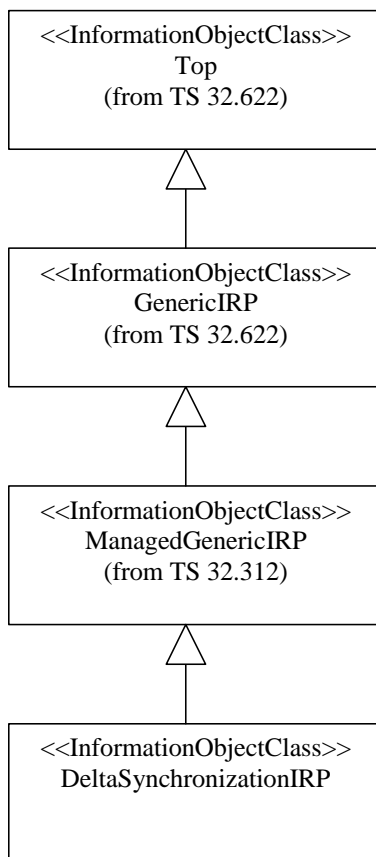 <<InformationObjectClass>>
Top
(from TS 32.622)
<<InformationObjectClass>>
GenericIRP
(from TS 32.622)
<<InformationObjectClass>>
ManagedGenericIRP
(from TS 32.312)
<<InformationObjectClass>>
DeltaSynchronizationIRP